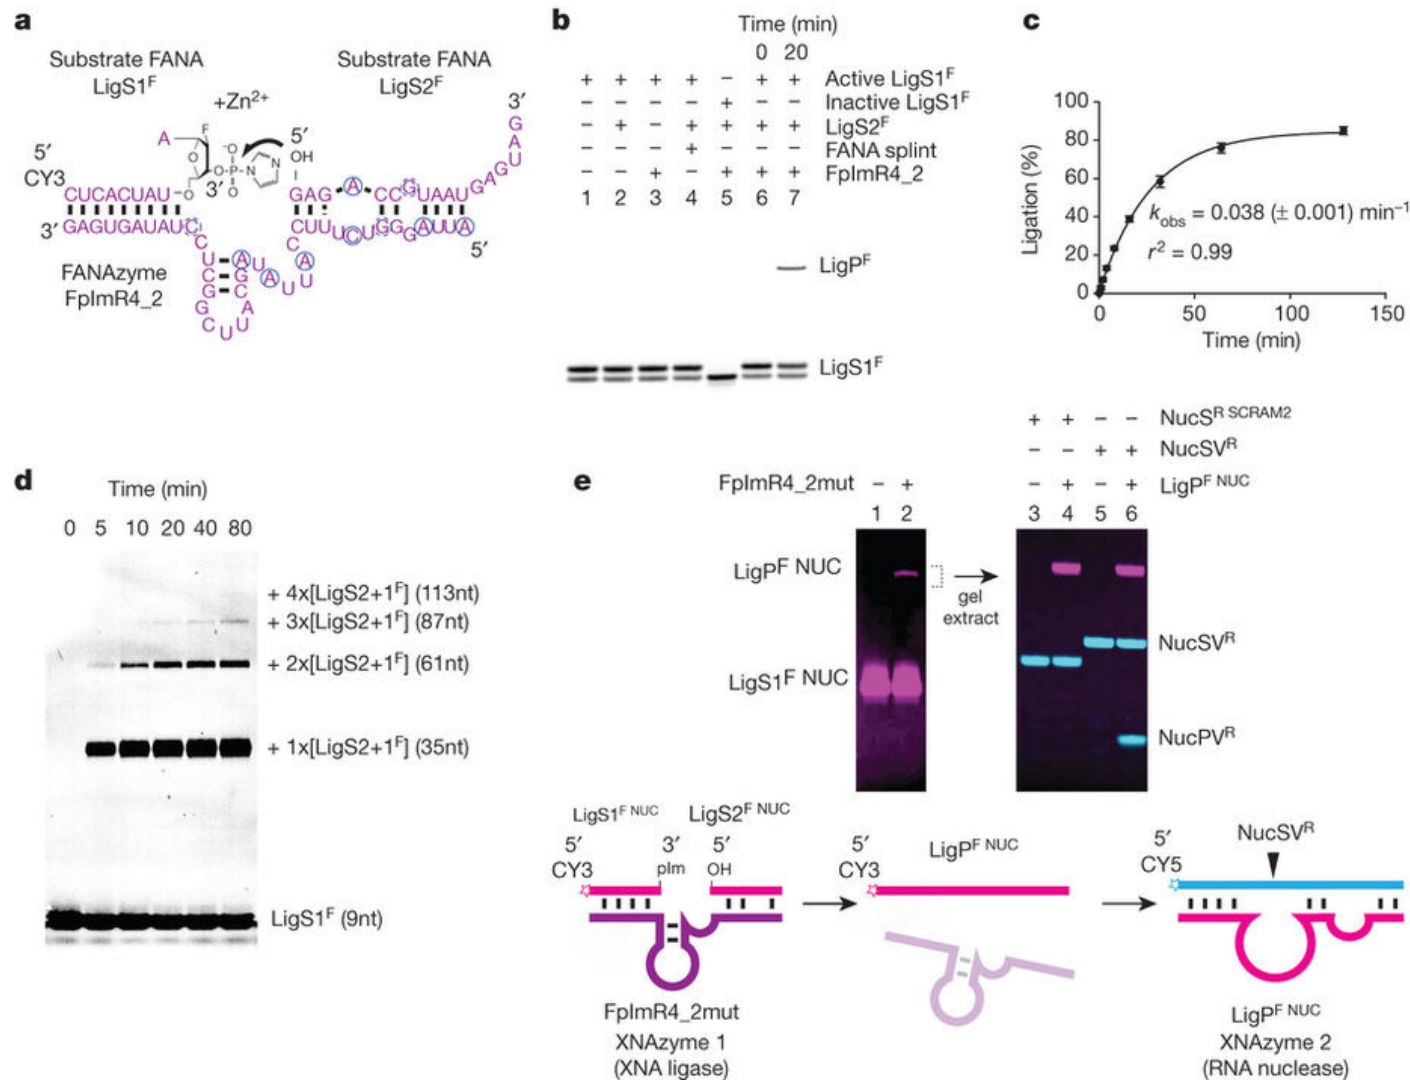 a
Substrate FANA
LigS1F
Substrate FANA
LigS2F
+Zn2+
3′
5′
A
F
O
O
O
P
O
N
N
3′
5′
OH
5′
CY3
CUCACUAU
GAG A CCGUAAUGAGUAG
3′GAGUGAUAUC
CUUUCUGGGAUUA
5′
FANAzyme
FpImR4_2
b
Time (min)
0 20
+ + + + – + + Active LigS1F
– – – – + – – Inactive LigS1F
– + – + + + + LigS2F
– – – + – – – FANA splint
– – + – + + + FpImR4_2
1 2 3 4 5 6 7
LigPF
LigS1F
c
Ligation (%)
100
80
60
40
20
0
0 50 100 150
Time (min)
kobs = 0.038 (± 0.001) min−1
r2 = 0.99
d
Time (min)
0 5 10 20 40 80
+ 4x[LigS2+1F] (113nt)
+ 3x[LigS2+1F] (87nt)
+ 2x[LigS2+1F] (61nt)
+ 1x[LigS2+1F] (35nt)
LigS1F (9nt)
e
+ + – – NucSR SCRAM2
– – + + NucSVR
FpImR4_2mut – +
– + – + LigPF NUC
1 2
3 4 5 6
LigPF NUC
gel
extract
LigS1F NUC
NucSVR
NucPVR
LigS1F NUC
LigS2F NUC
5′
CY3
3′
pIm
5′
OH
FpImR4_2mut
XNAzyme 1
(XNA ligase)
5′
CY3
LigPF NUC
5′
CY5
NucSVR
LigPF NUC
XNAzyme 2
(RNA nuclease)